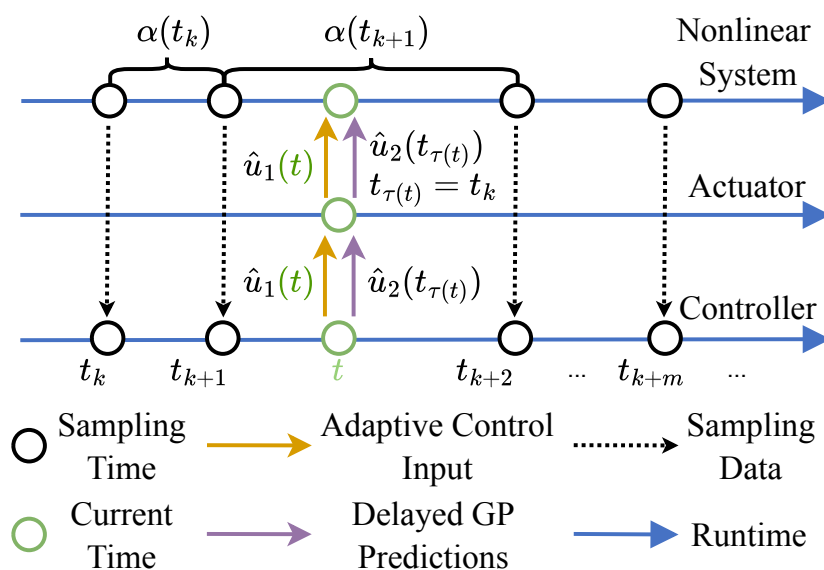 α(t_k) α(t_{k+1}) Nonlinear
System
û_1(t) û_2(t_{τ(t)})
t_{τ(t)} = t_k
Actuator
û_1(t) û_2(t_{τ(t)})
Controller
t_k t_{k+1} t t_{k+2} ... t_{k+m} ...
Sampling
Time
Adaptive Control
Input
Sampling
Data
Current
Time
Delayed GP
Predictions
Runtime